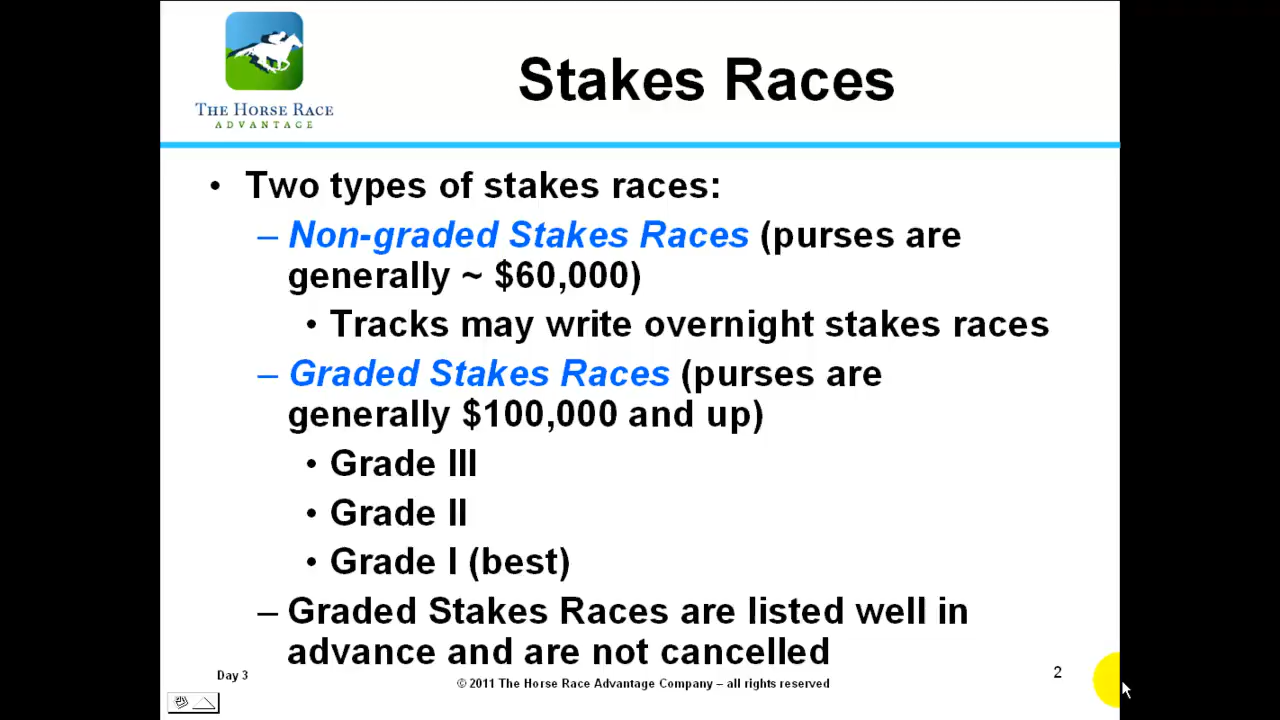 THE HORSE RACE
ADVANTAGE
Stakes Races
• Two types of stakes races:
– Non-graded Stakes Races (purses are
generally ~ $60,000)
• Tracks may write overnight stakes races
– Graded Stakes Races (purses are
generally $100,000 and up)
• Grade III
• Grade II
• Grade I (best)
– Graded Stakes Races are listed well in
advance and are not cancelled
Day 3
© 2011 The Horse Race Advantage Company – all rights reserved
2